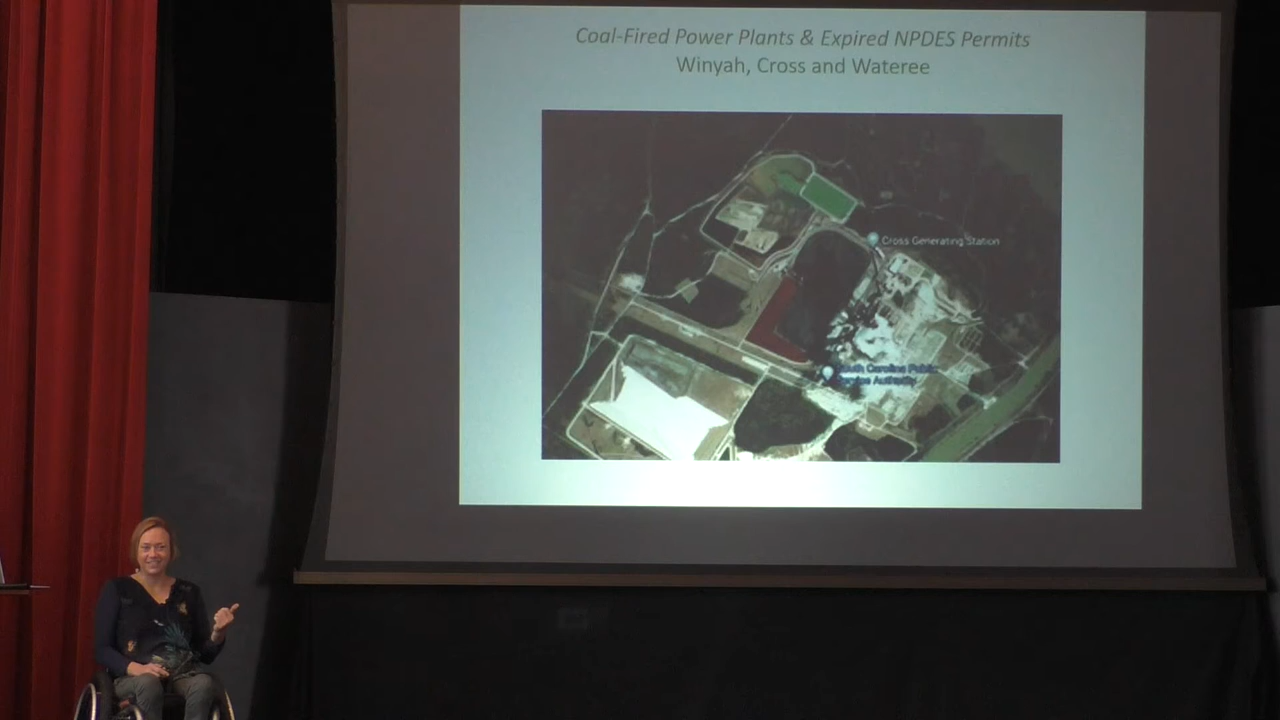 Coal-Fired Power Plants & Expired NPDES Permits
Winyah, Cross and Wateree
Cross Generating Station
South Carolina Public
Service Authority